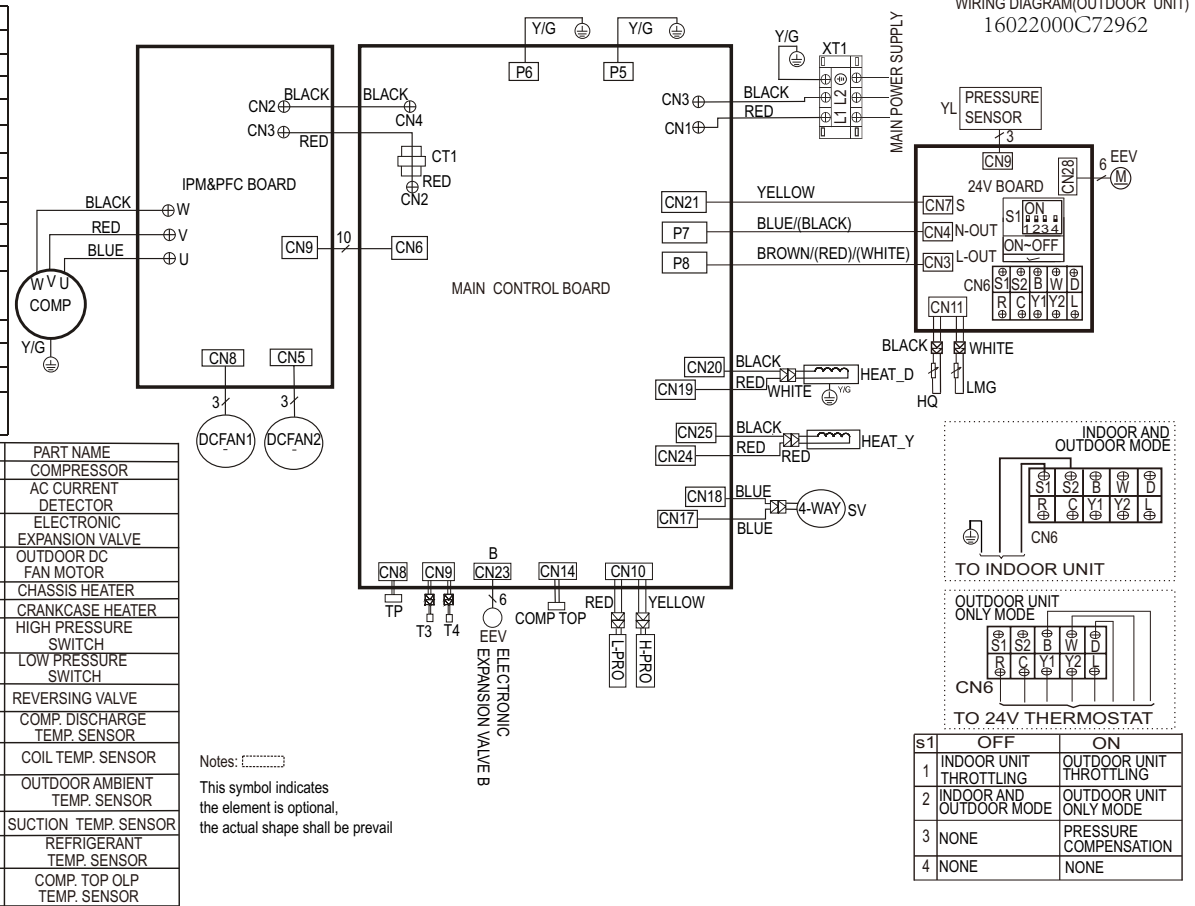 WIRING DIAGRAM(OUTDOOR UNIT)
16022000C72962
Y/G
Y/G
P6
P5
Y/G
XT1
L1 L2
MAIN POWER SUPPLY
CN3
BLACK
CN1
RED
CN2
BLACK
BLACK
CN4
CN3
RED
CT1
RED
CN2
IPM&PFC BOARD
BLACK
W
RED
V
BLUE
U
W V U
COMP
Y/G
CN9
10
CN6
MAIN CONTROL BOARD
CN8
CN5
3
3
DCFAN1
DCFAN2
CN21
YELLOW
P7
BLUE/(BLACK)
P8
BROWN/(RED)/(WHITE)
YL
PRESSURE
SENSOR
3
CN9
CN28
6
EEV
M
24V BOARD
CN7
S
CN4
N-OUT
CN3
L-OUT
S1
ON
1234
ON~OFF
CN6
S1 S2 B W D
R C Y1 Y2 L
CN11
BLACK
WHITE
HQ
LMG
CN20
BLACK
HEAT_D
CN19
RED
WHITE
Y/G
CN25
BLACK
HEAT_Y
CN24
RED
RED
CN18
BLUE
4-WAY
SV
CN17
BLUE
CN8
TP
CN9
T3
T4
B
CN23
6
EEV
ELECTRONIC
EXPANSION VALVE B
CN14
COMP TOP
CN10
RED
YELLOW
L-PRO
H-PRO
INDOOR AND
OUTDOOR MODE
S1 S2 B W D
R C Y1 Y2 L
CN6
TO INDOOR UNIT
OUTDOOR UNIT
ONLY MODE
S1 S2 B W D
R C Y1 Y2 L
CN6
TO 24V THERMOSTAT
s1 OFF ON
1 INDOOR UNIT THROTTLING OUTDOOR UNIT THROTTLING
2 INDOOR AND OUTDOOR MODE OUTDOOR UNIT ONLY MODE
3 NONE PRESSURE COMPENSATION
4 NONE NONE
PART NAME
COMPRESSOR
AC CURRENT
DETECTOR
ELECTRONIC
EXPANSION VALVE
OUTDOOR DC
FAN MOTOR
CHASSIS HEATER
CRANKCASE HEATER
HIGH PRESSURE
SWITCH
LOW PRESSURE
SWITCH
REVERSING VALVE
COMP. DISCHARGE
TEMP. SENSOR
COIL TEMP. SENSOR
OUTDOOR AMBIENT
TEMP. SENSOR
SUCTION TEMP. SENSOR
REFRIGERANT
TEMP. SENSOR
COMP. TOP OLP
TEMP. SENSOR
Notes:
This symbol indicates
the element is optional,
the actual shape shall be prevail